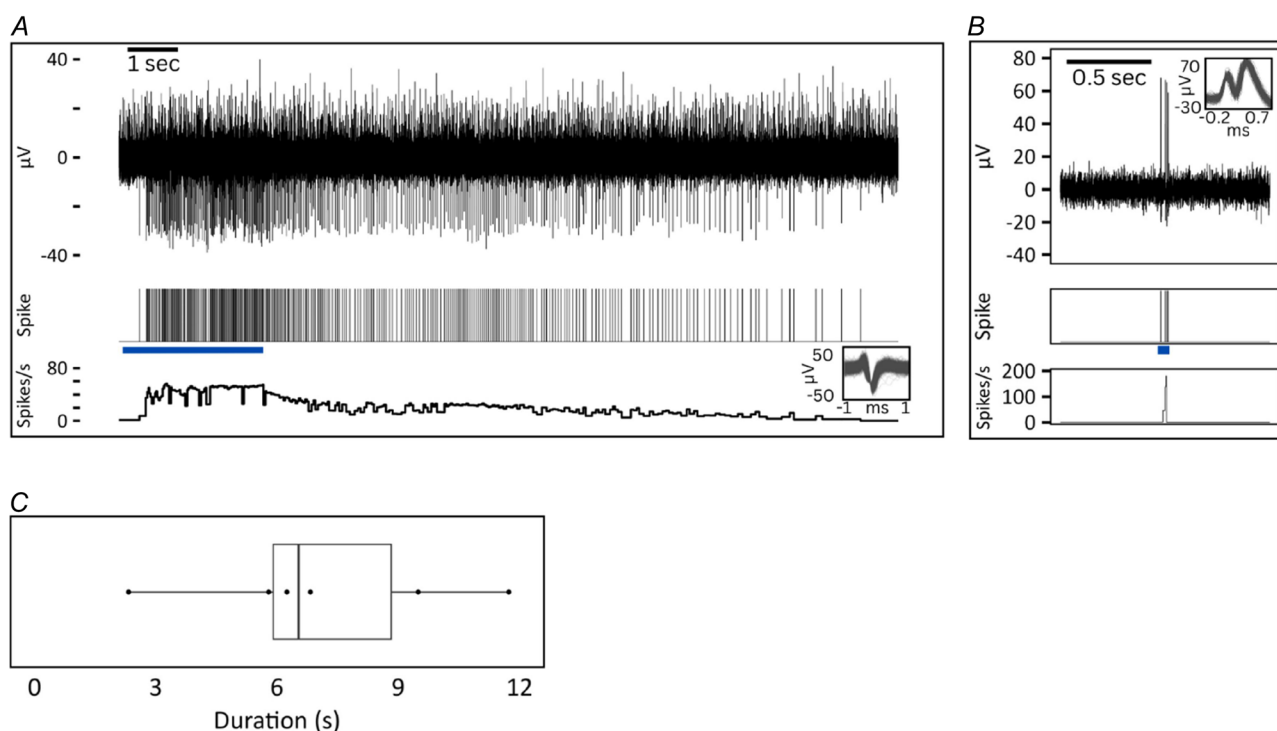 A
B
40
1 sec
µV
0
-40
Spike
80
Spikes/s
0
50
µV
-50
-1 ms 1
80
0.5 sec
60
40
µV
20
0
-20
-40
70
µV
-30
-0.2 0.7
ms
Spike
200
Spikes/s
100
0
C
0 3 6 9 12
Duration (s)